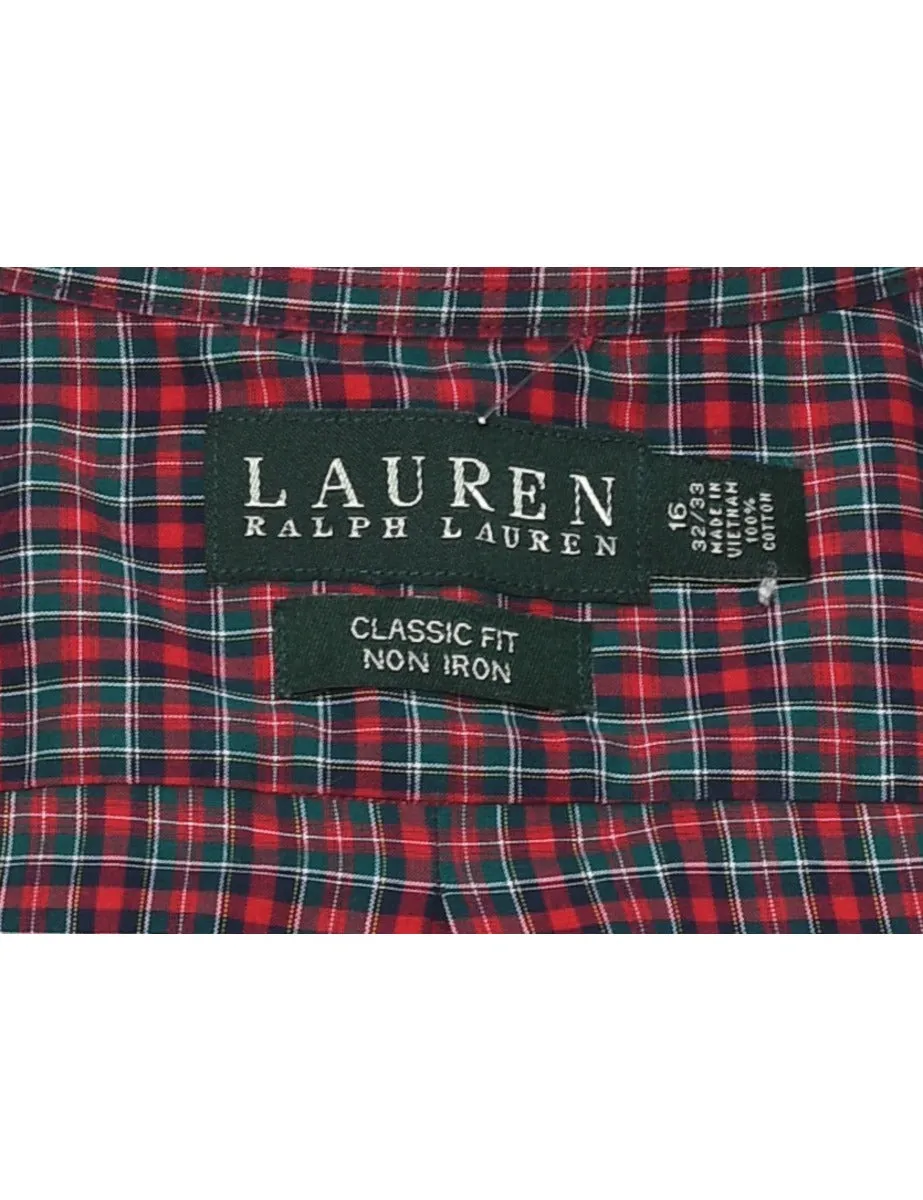 LAUREN
RALPH LAUREN
16
32/33
MADE IN
VIETNAM
100%
COTTON
CLASSIC FIT
NON IRON